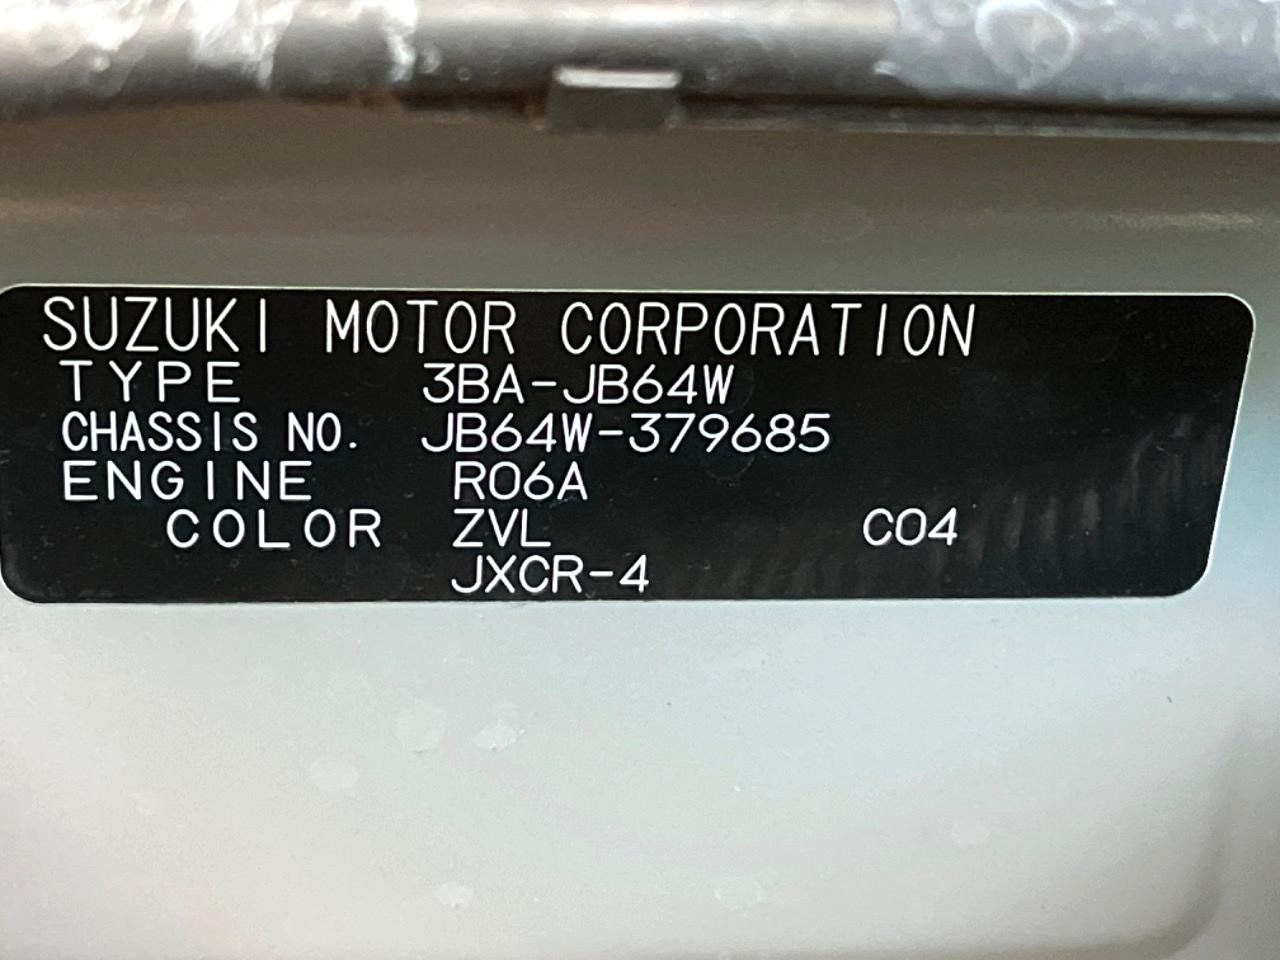 SUZUKI MOTOR CORPORATION
TYPE 3BA-JB64W
CHASSIS NO. JB64W-379685
ENGINE R06A
COLOR ZVL C04
JXCR-4